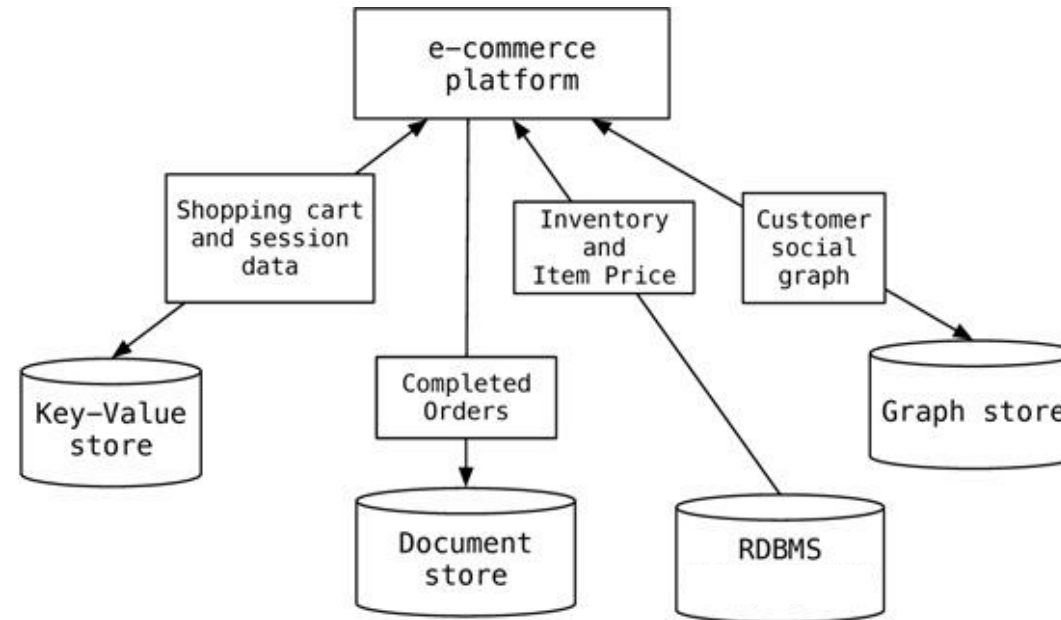 e-commerce
platform
Shopping cart
and session
data
Inventory
and
Item Price
Customer
social
graph
Completed
Orders
Key-Value
store
Graph store
Document
store
RDBMS